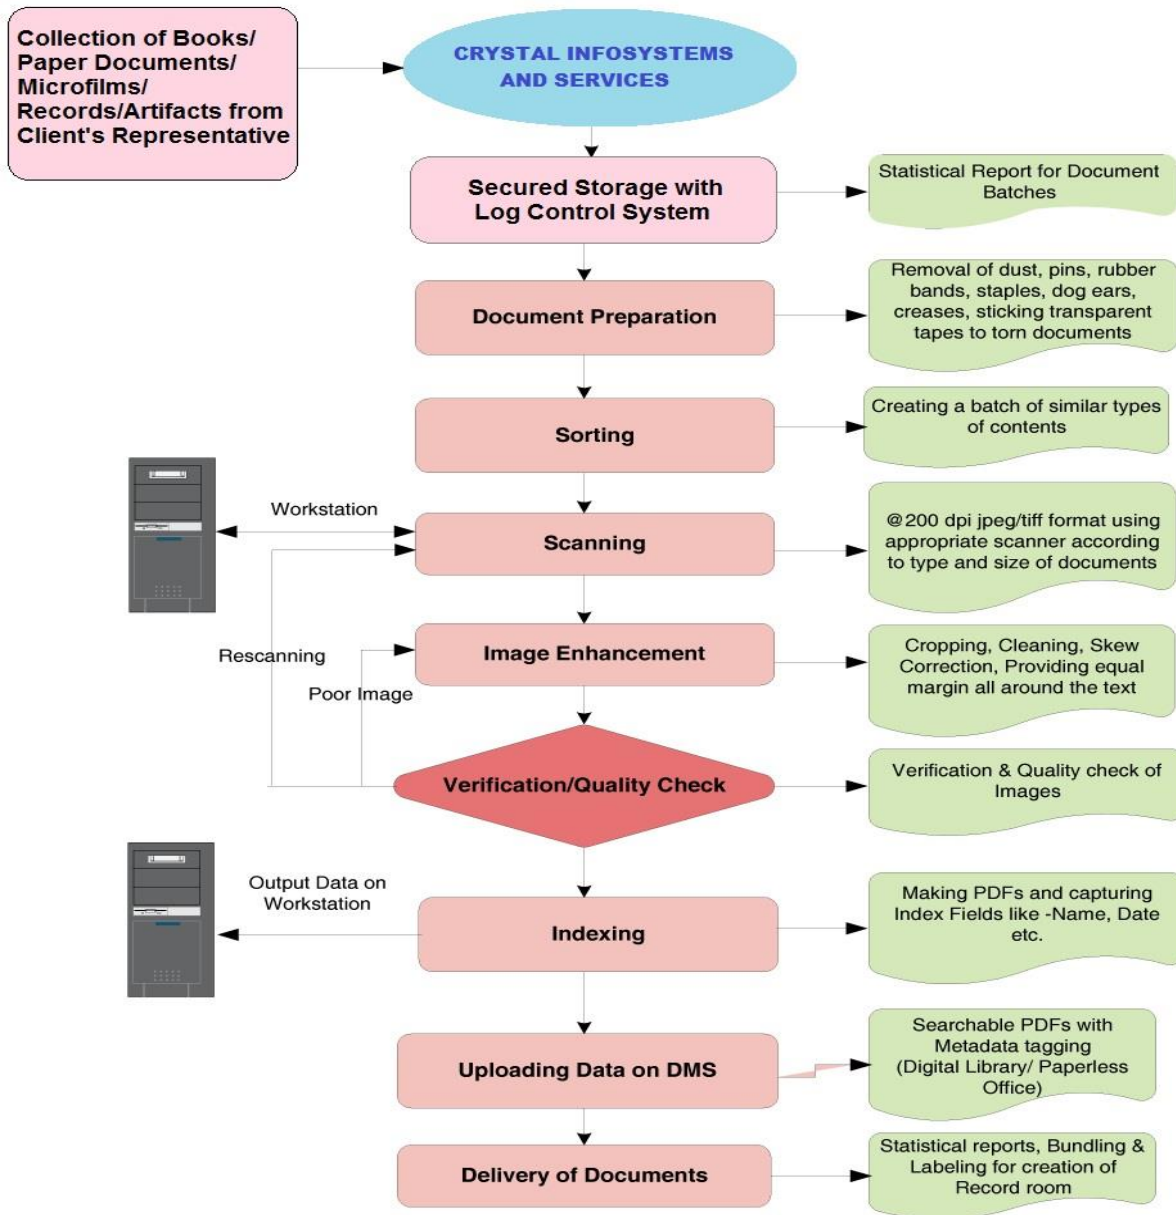 Collection of Books/
Paper Documents/
Microfilms/
Records/Artifacts from
Client's Representative
CRYSTAL INFOSYSTEMS
AND SERVICES
Secured Storage with
Log Control System
Statistical Report for Document
Batches
Document Preparation
Removal of dust, pins, rubber
bands, staples, dog ears,
creases, sticking transparent
tapes to torn documents
Sorting
Creating a batch of similar types
of contents
Workstation
Scanning
@200 dpi jpeg/tiff format using
appropriate scanner according
to type and size of documents
Rescanning
Poor Image
Image Enhancement
Cropping, Cleaning, Skew
Correction, Providing equal
margin all around the text
Verification/Quality Check
Verification & Quality check of
Images
Output Data on
Workstation
Indexing
Making PDFs and capturing
Index Fields like -Name, Date
etc.
Uploading Data on DMS
Searchable PDFs with
Metadata tagging
(Digital Library/ Paperless
Office)
Delivery of Documents
Statistical reports, Bundling &
Labeling for creation of
Record room